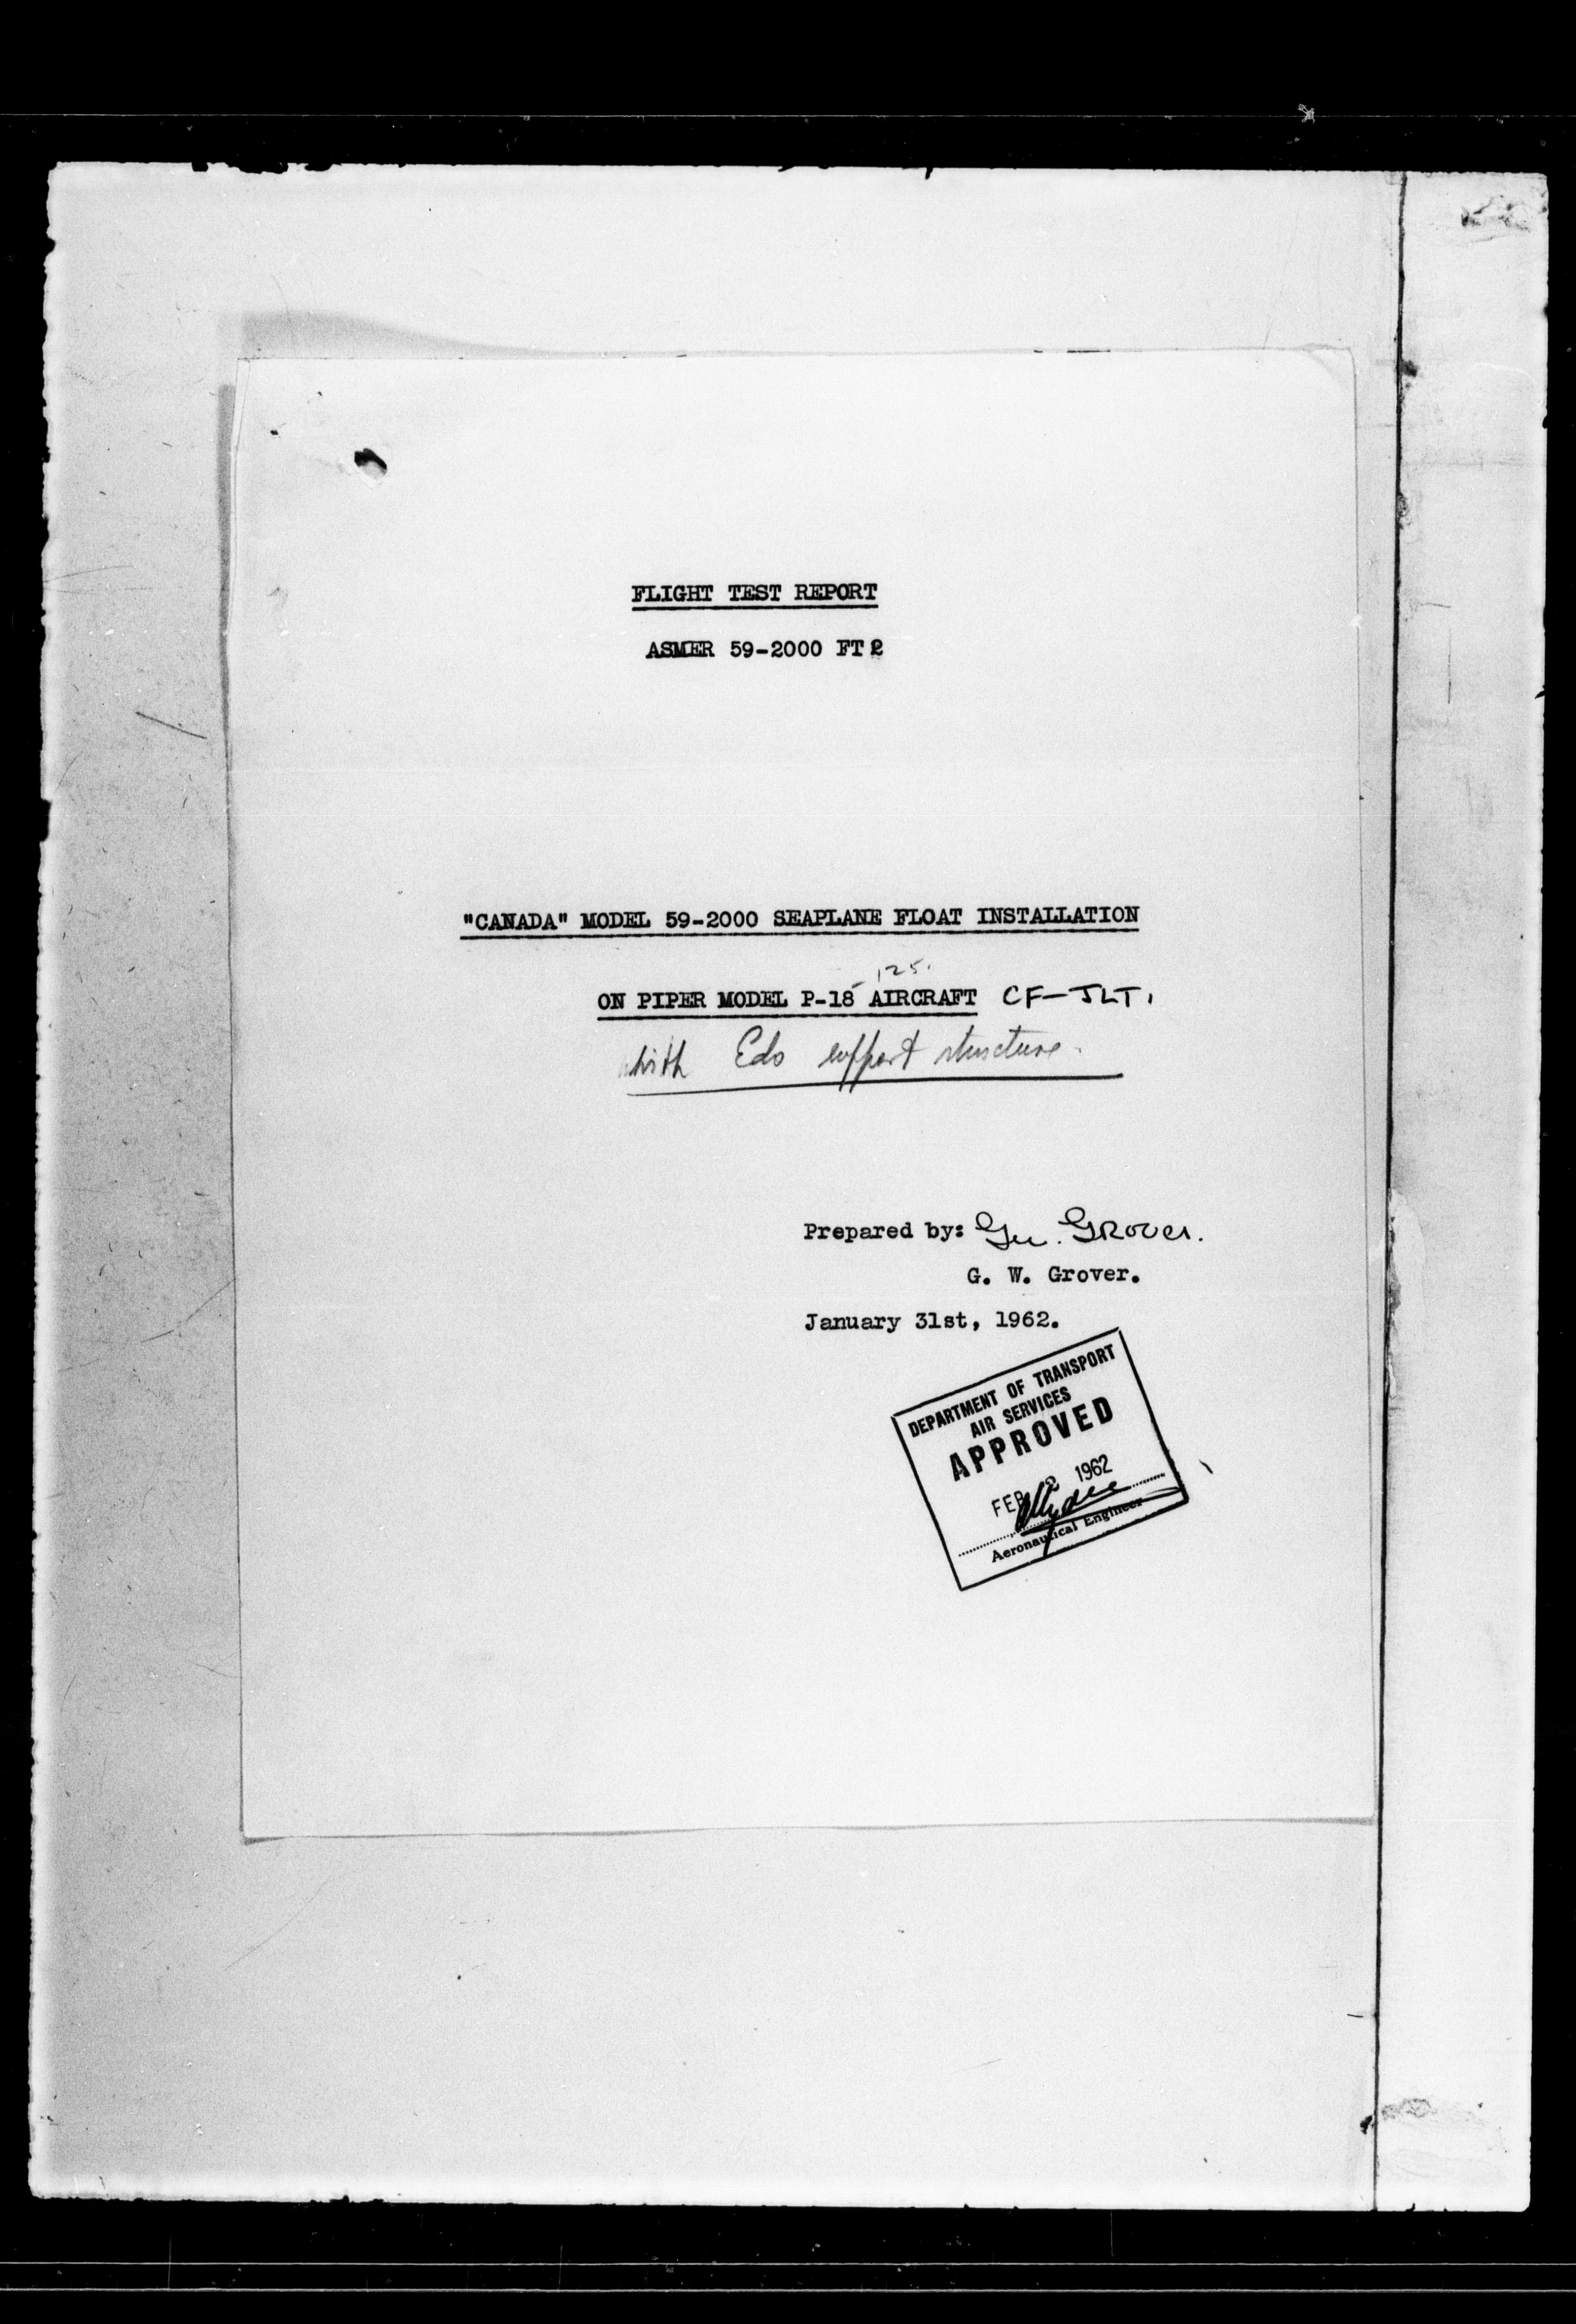 FLIGHT TEST REPORT
ASMER 59-2000 FT 2
"CANADA" MODEL 59-2000 SEAPLANE FLOAT INSTALLATION
-125.
ON PIPER MODEL P-18 AIRCRAFT CF-JLT.
with Edo support structure.
Prepared by: Geo. GROVER.
G. W. Grover.
January 31st, 1962.
DEPARTMENT OF TRANSPORT
AIR SERVICES
APPROVED
FEB 2 1962
Aeronautical Engineer